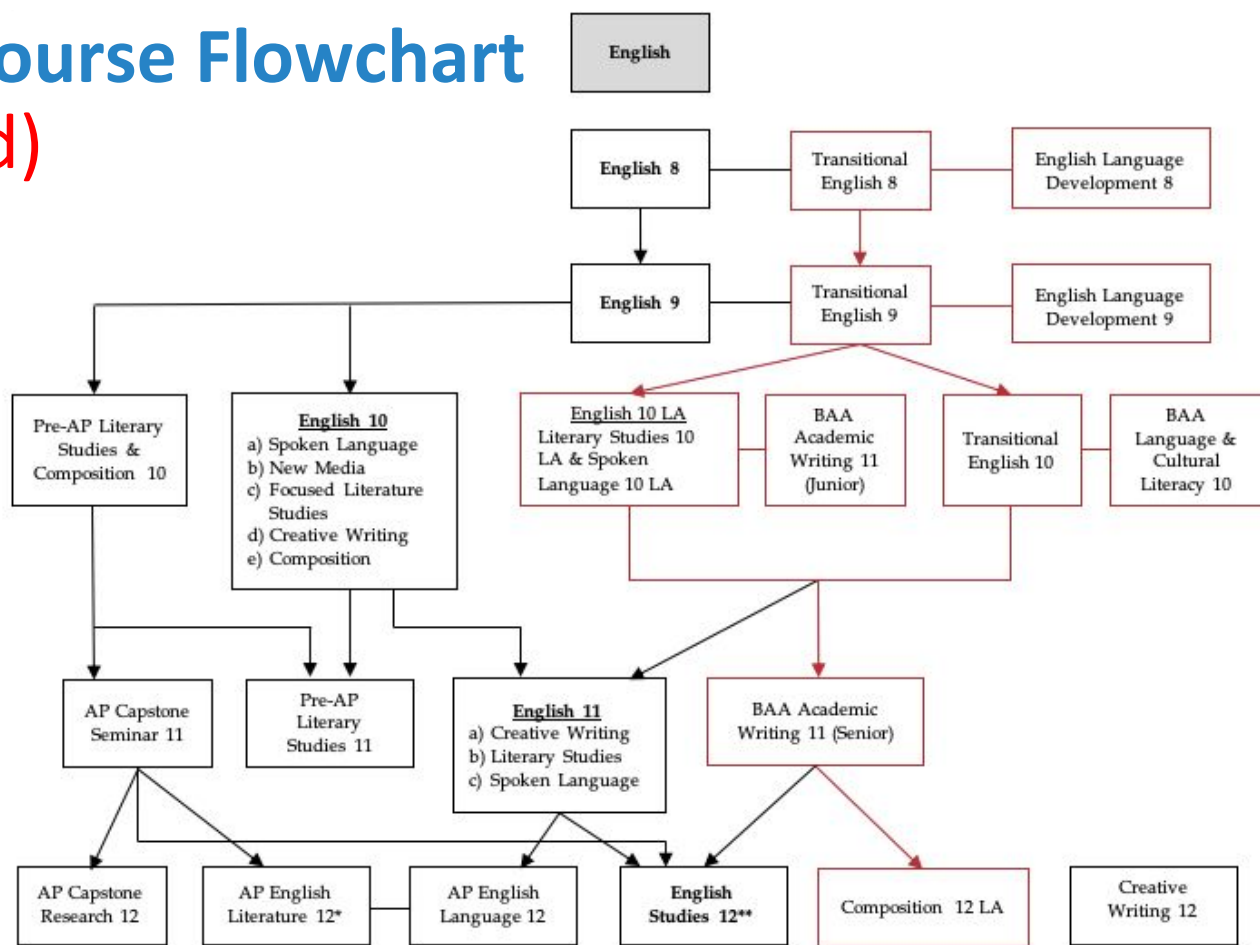 ourse Flowchart
d)
English
English 8
Transitional
English 8
English Language
Development 8
English 9
Transitional
English 9
English Language
Development 9
Pre-AP Literary
Studies &
Composition 10
English 10
a) Spoken Language
b) New Media
c) Focused Literature
Studies
d) Creative Writing
e) Composition
English 10 LA
Literary Studies 10
LA & Spoken
Language 10 LA
BAA
Academic
Writing 11
(Junior)
Transitional
English 10
BAA
Language &
Cultural
Literacy 10
AP Capstone
Seminar 11
Pre-AP
Literary
Studies 11
English 11
a) Creative Writing
b) Literary Studies
c) Spoken Language
BAA Academic
Writing 11 (Senior)
AP Capstone
Research 12
AP English
Literature 12*
AP English
Language 12
English
Studies 12**
Composition 12 LA
Creative
Writing 12